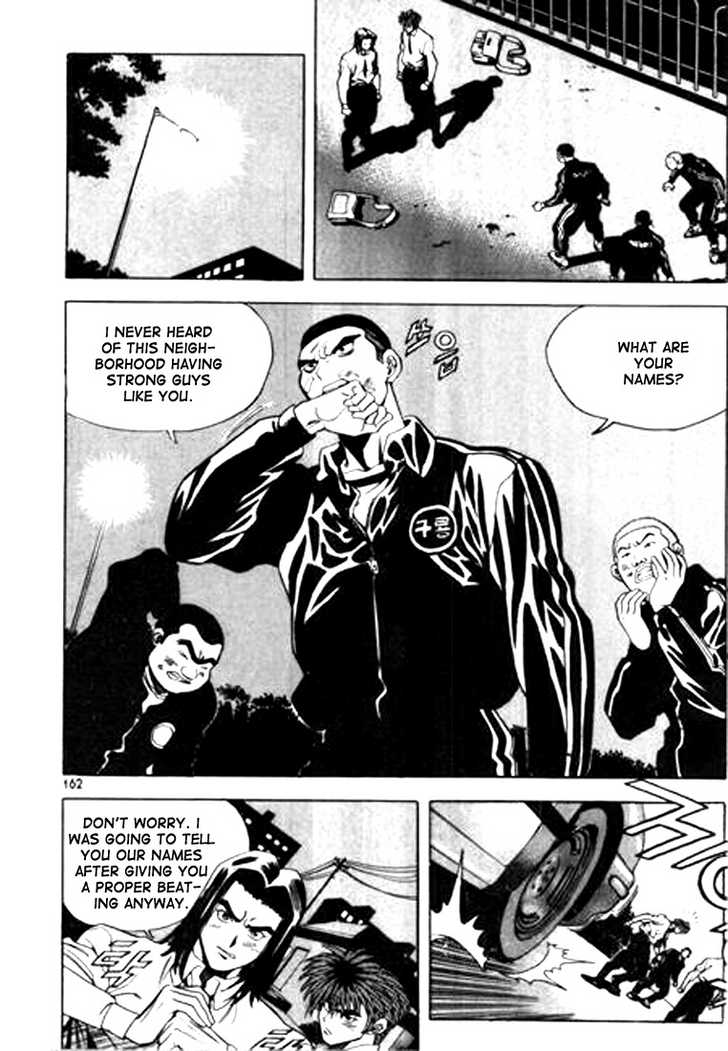 I NEVER HEARD
OF THIS NEIGH-
BORHOOD HAVING
STRONG GUYS
LIKE YOU.
WHAT ARE
YOUR
NAMES?
구룡
162
DON'T WORRY. I
WAS GOING TO TELL
YOU OUR NAMES
AFTER GIVING YOU
A PROPER BEAT-
ING ANYWAY.